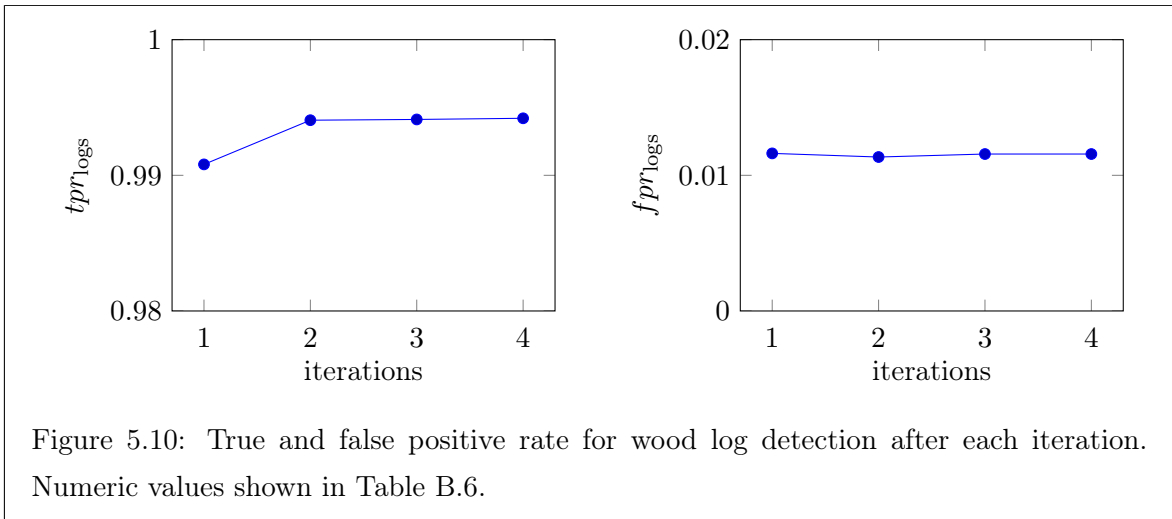 1
0.99
0.98
tpr_logs
1 2 3 4
iterations
0.02
0.01
0
fpr_logs
1 2 3 4
iterations
Figure 5.10: True and false positive rate for wood log detection after each iteration.
Numeric values shown in Table B.6.